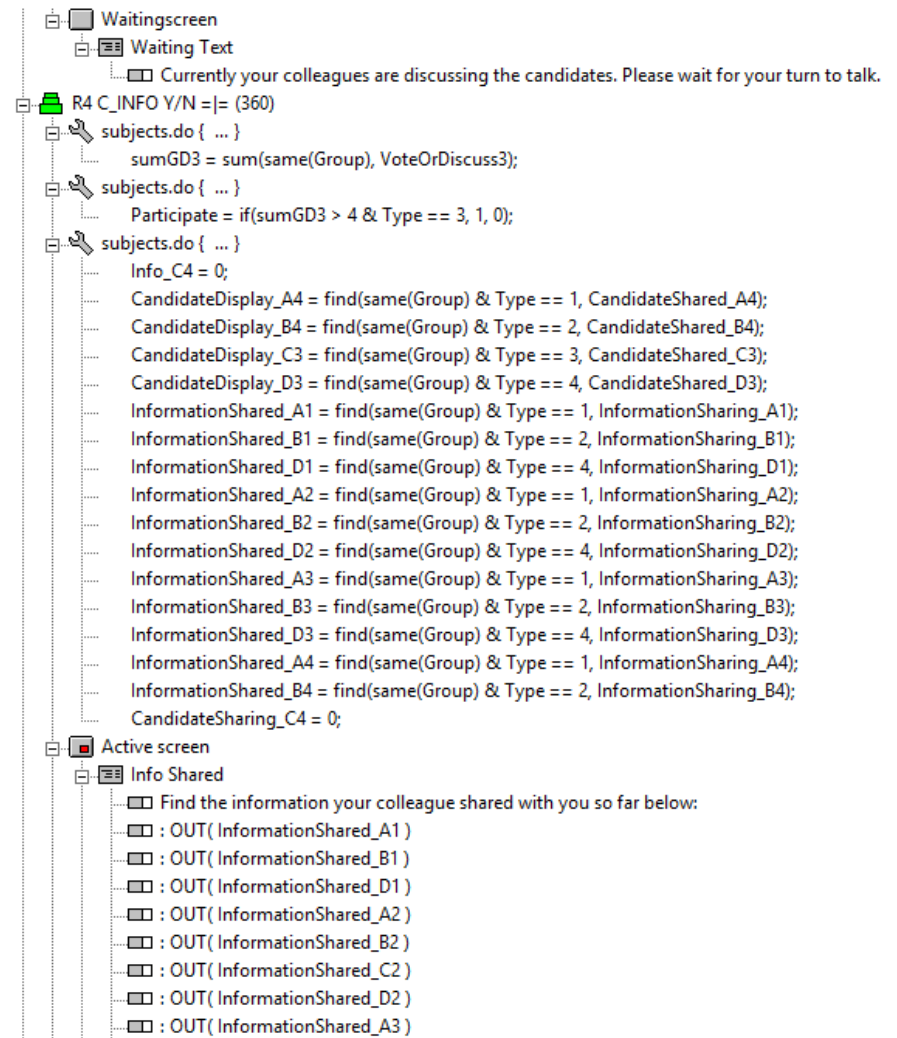 Waitingscreen
Waiting Text
Currently your colleagues are discussing the candidates. Please wait for your turn to talk.
R4 C_INFO Y/N =|= (360)
subjects.do { ... }
sumGD3 = sum(same(Group), VoteOrDiscuss3);
subjects.do { ... }
Participate = if(sumGD3 > 4 & Type == 3, 1, 0);
subjects.do { ... }
Info_C4 = 0;
CandidateDisplay_A4 = find(same(Group) & Type == 1, CandidateShared_A4);
CandidateDisplay_B4 = find(same(Group) & Type == 2, CandidateShared_B4);
CandidateDisplay_C3 = find(same(Group) & Type == 3, CandidateShared_C3);
CandidateDisplay_D3 = find(same(Group) & Type == 4, CandidateShared_D3);
InformationShared_A1 = find(same(Group) & Type == 1, InformationSharing_A1);
InformationShared_B1 = find(same(Group) & Type == 2, InformationSharing_B1);
InformationShared_D1 = find(same(Group) & Type == 4, InformationSharing_D1);
InformationShared_A2 = find(same(Group) & Type == 1, InformationSharing_A2);
InformationShared_B2 = find(same(Group) & Type == 2, InformationSharing_B2);
InformationShared_D2 = find(same(Group) & Type == 4, InformationSharing_D2);
InformationShared_A3 = find(same(Group) & Type == 1, InformationSharing_A3);
InformationShared_B3 = find(same(Group) & Type == 2, InformationSharing_B3);
InformationShared_D3 = find(same(Group) & Type == 4, InformationSharing_D3);
InformationShared_A4 = find(same(Group) & Type == 1, InformationSharing_A4);
InformationShared_B4 = find(same(Group) & Type == 2, InformationSharing_B4);
CandidateSharing_C4 = 0;
Active screen
Info Shared
Find the information your colleague shared with you so far below:
: OUT( InformationShared_A1 )
: OUT( InformationShared_B1 )
: OUT( InformationShared_D1 )
: OUT( InformationShared_A2 )
: OUT( InformationShared_B2 )
: OUT( InformationShared_C2 )
: OUT( InformationShared_D2 )
: OUT( InformationShared_A3 )